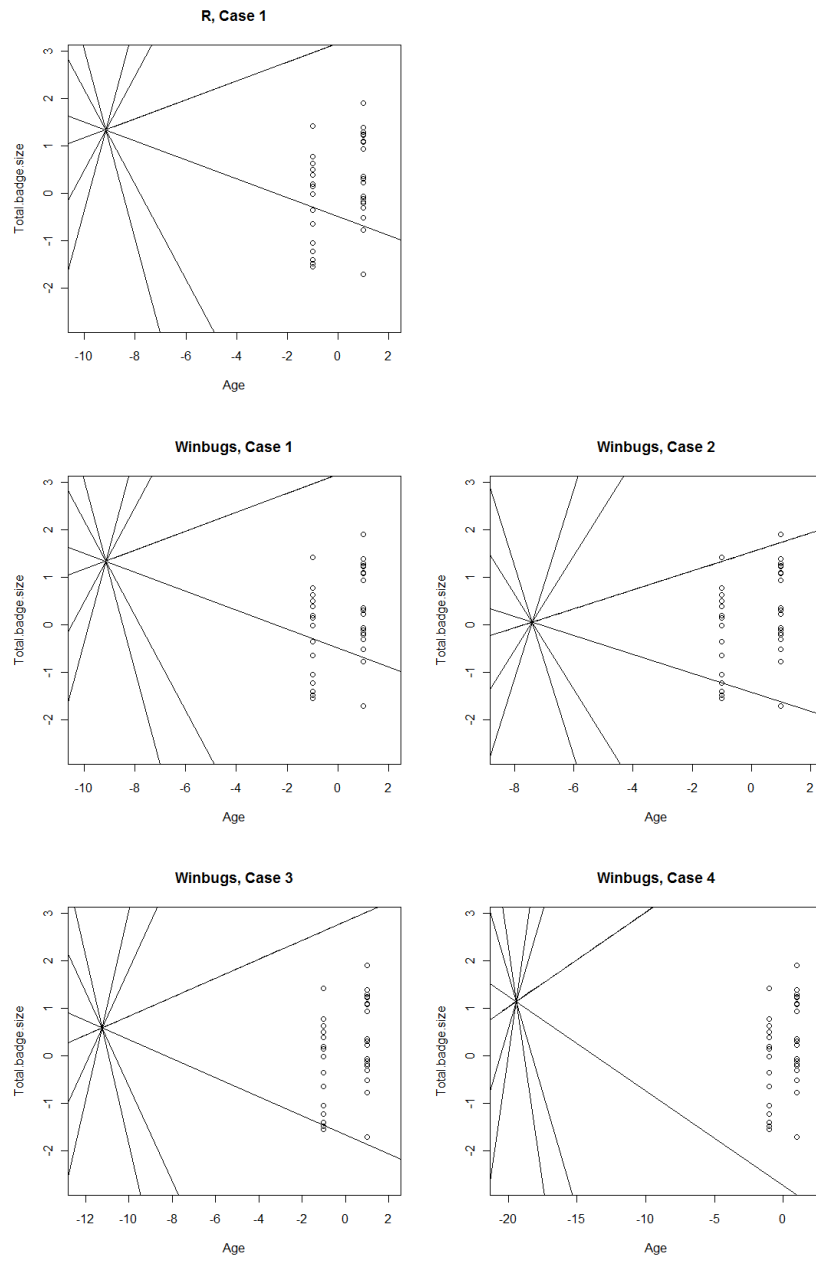 R, Case 1
3
2
1
0
-1
-2
Total.badge.size
-10 -8 -6 -4 -2 0 2
Age
Winbugs, Case 1
3
2
1
0
-1
-2
Total.badge.size
-10 -8 -6 -4 -2 0 2
Age
Winbugs, Case 2
3
2
1
0
-1
-2
Total.badge.size
-8 -6 -4 -2 0 2
Age
Winbugs, Case 3
3
2
1
0
-1
-2
Total.badge.size
-12 -10 -8 -6 -4 -2 0 2
Age
Winbugs, Case 4
3
2
1
0
-1
-2
Total.badge.size
-20 -15 -10 -5 0
Age